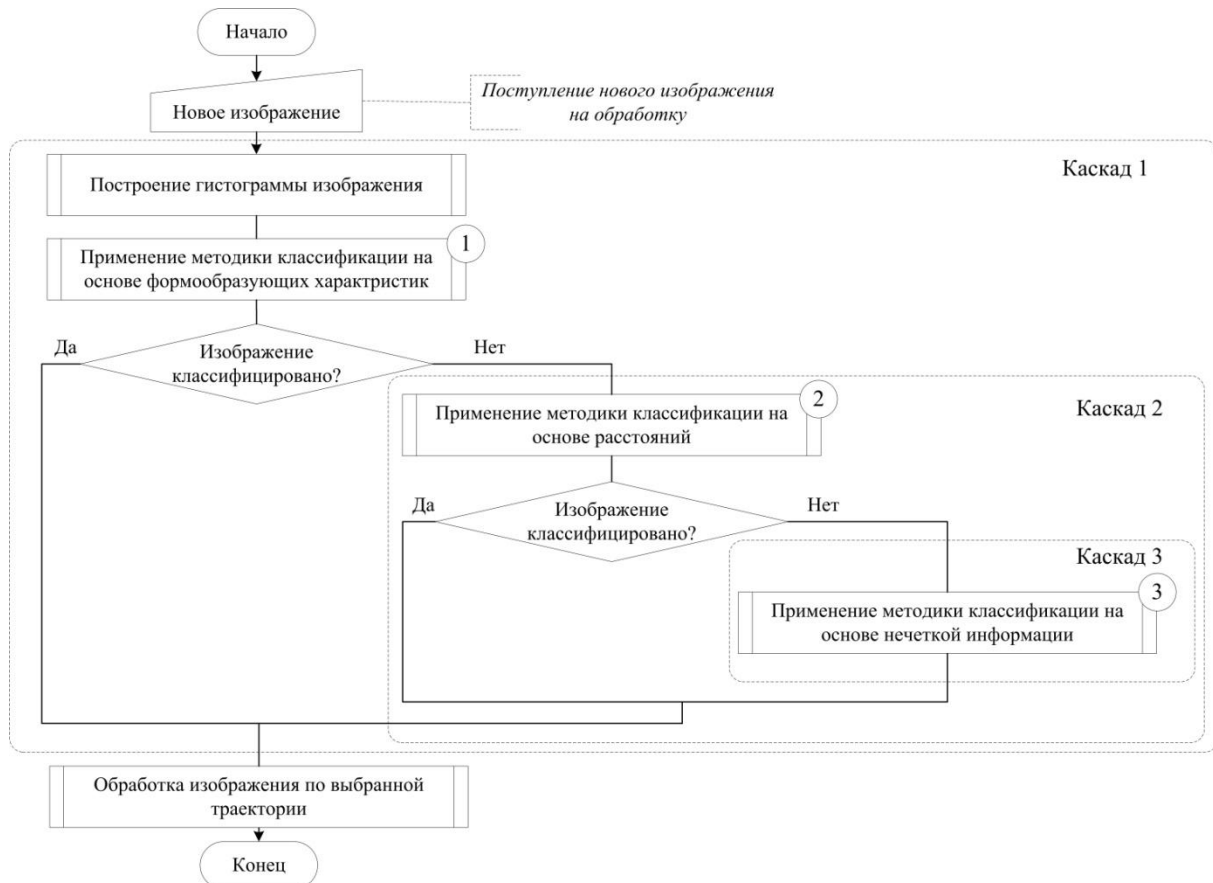 Начало
Новое изображение
Поступление нового изображения
на обработку
Каскад 1
Построение гистограммы изображения
1
Применение методики классификации на
основе формообразующих характристик
Да
Изображение
классифицировано?
Нет
Каскад 2
2
Применение методики классификации на
основе расстояний
Да
Изображение
классифицировано?
Нет
Каскад 3
3
Применение методики классификации на
основе нечеткой информации
Обработка изображения по выбранной
траектории
Конец